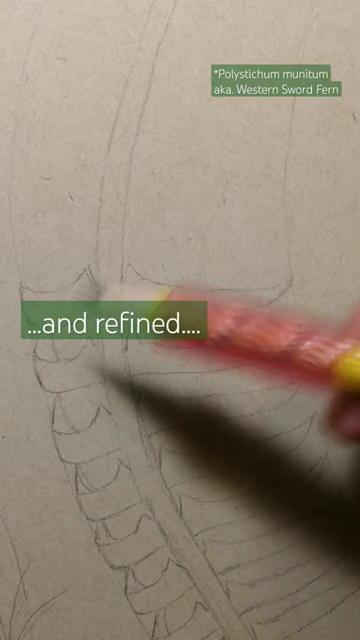 *Polystichum munitum
aka. Western Sword Fern
...and refined....